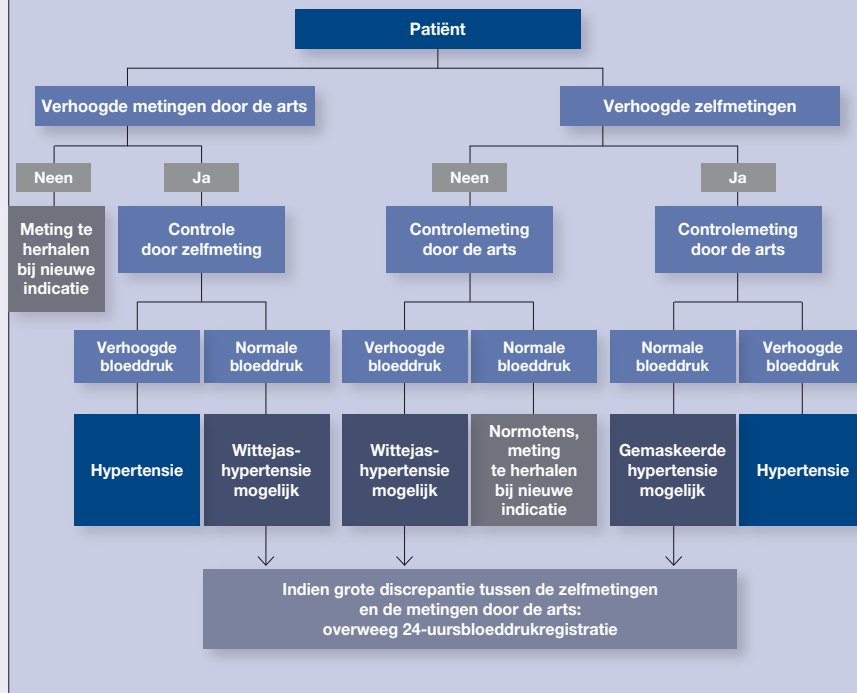 Patiënt
Verhoogde metingen door de arts
Verhoogde zelfmetingen
Neen
Ja
Neen
Ja
Meting te
herhalen
bij nieuwe
indicatie
Controle
door zelfmeting
Controlemeting
door de arts
Controlemeting
door de arts
Verhoogde
bloeddruk
Normale
bloeddruk
Verhoogde
bloeddruk
Normale
bloeddruk
Normale
bloeddruk
Verhoogde
bloeddruk
Hypertensie
Wittejas-
hypertensie
mogelijk
Wittejas-
hypertensie
mogelijk
Normotens,
meting
te herhalen
bij nieuwe
indicatie
Gemaskeerde
hypertensie
mogelijk
Hypertensie
Indien grote discrepantie tussen de zelfmetingen
en de metingen door de arts:
overweeg 24-uursbloeddrukregistratie